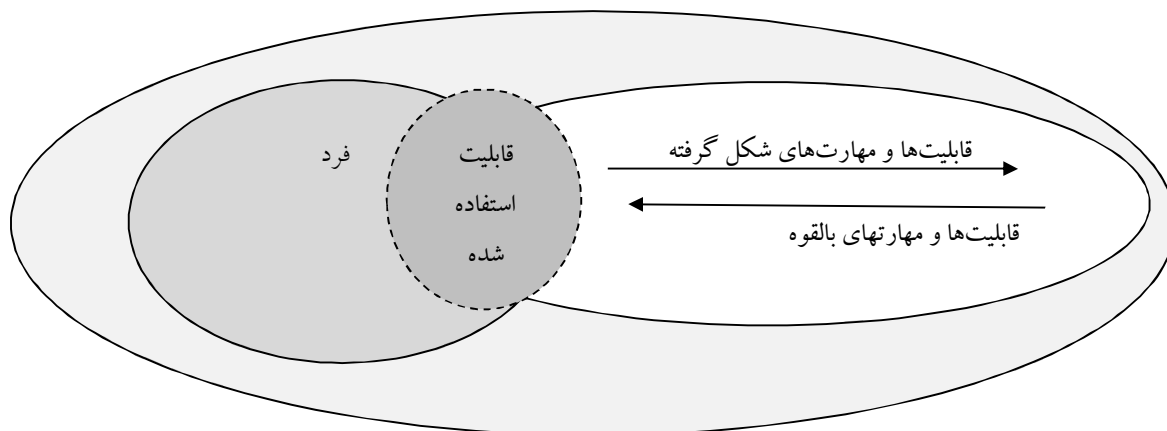 قابلیت‌ها و مهارت‌های شکل گرفته
قابلیت‌ها و مهارتهای بالقوه
قابلیت
استفاده
شده
فرد